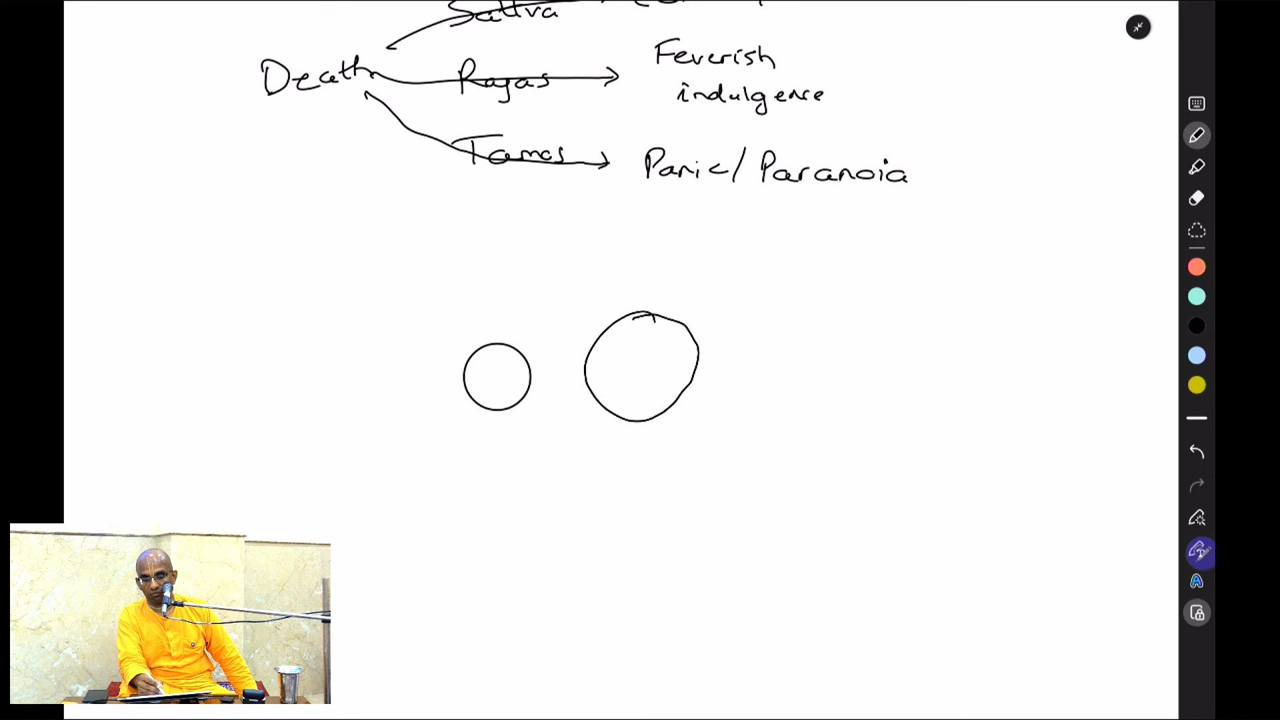 Sattva
Death Rajas Feverish
indulgence
Tamas Panic/Paranoia